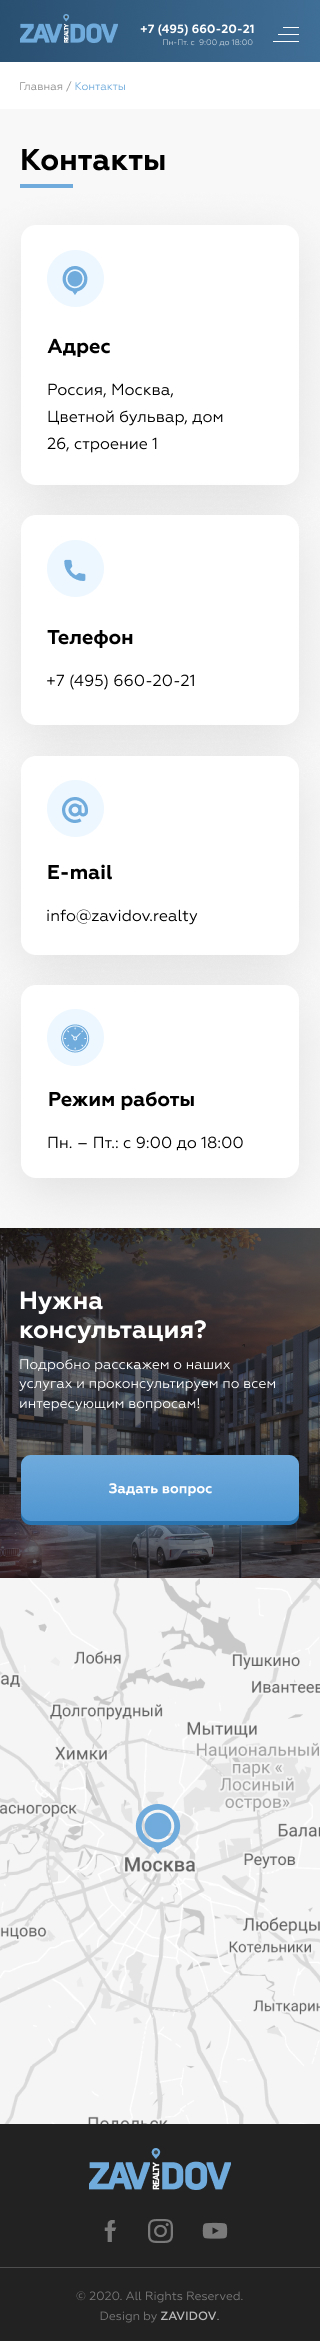 ZAVIDOV
REALTY
+7 (495) 660-20-21
Пн-Пт. с 9:00 до 18:00
Главная / Контакты
Контакты
Адрес
Россия, Москва,
Цветной бульвар, дом
26, строение 1
Телефон
+7 (495) 660-20-21
E-mail
info@zavidov.realty
Режим работы
Пн. – Пт.: с 9:00 до 18:00
Нужна
консультация?
Подробно расскажем о наших
услугах и проконсультируем по всем
интересующим вопросам!
Задать вопрос
Лобня
Пушкино
ад
Ивантеев
Долгопрудный
Мытищи
Химки
Национальный
парк «
Лосиный
остров»
асногорск
Балаш
Москва
Реутов
нцово
Люберцы
Котельники
Лыткарин
Подольск
ZAVIDOV
REALTY
© 2020. All Rights Reserved.
Design by ZAVIDOV.